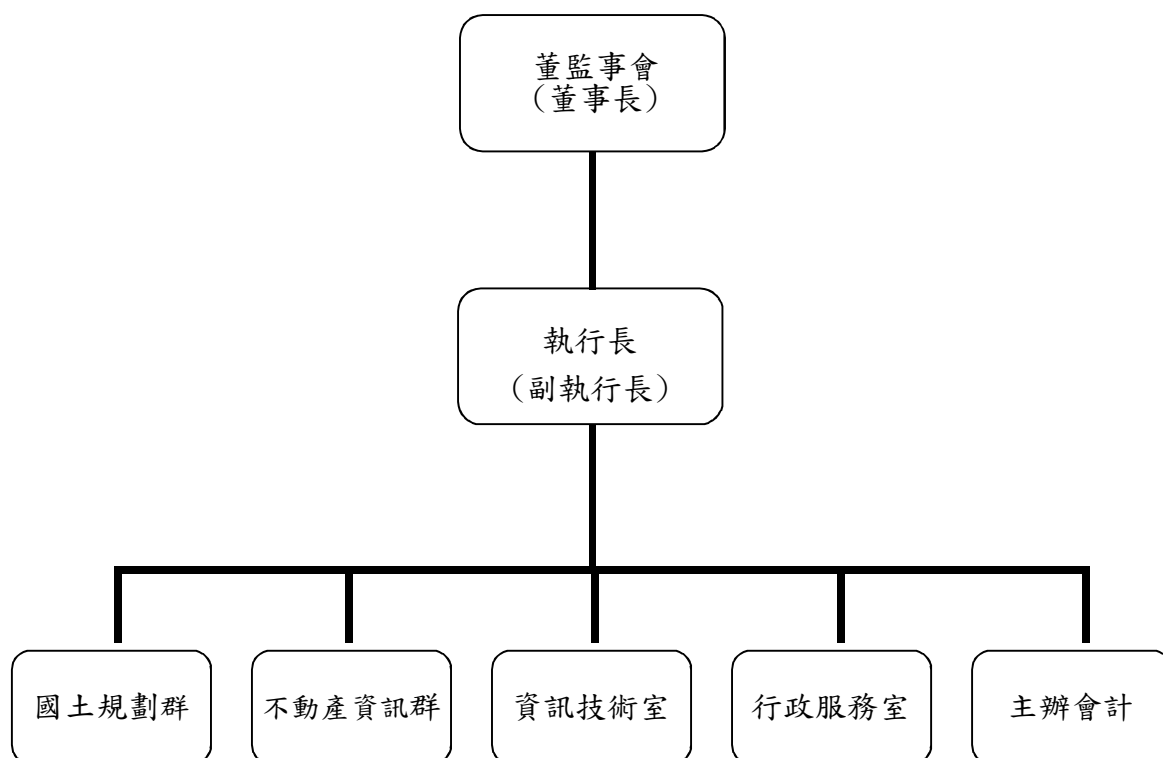 董監事會
(董事長)
執行長
(副執行長)
國土規劃群
不動產資訊群
資訊技術室
行政服務室
主辦會計